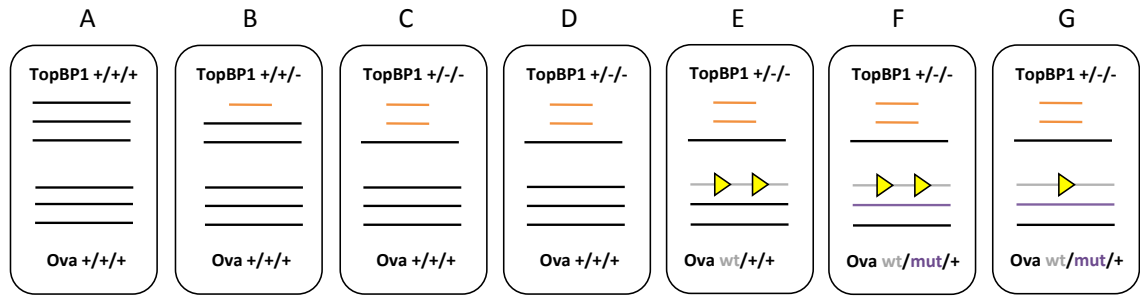 A B C D E F G
TopBP1 +/+/+ TopBP1 +/+/- TopBP1 +/-/- TopBP1 +/-/- TopBP1 +/-/- TopBP1 +/-/- TopBP1 +/-/-
Ova +/+/+ Ova +/+/+ Ova +/+/+ Ova +/+/+ Ova wt/+/+ Ova wt/mut/+ Ova wt/mut/+